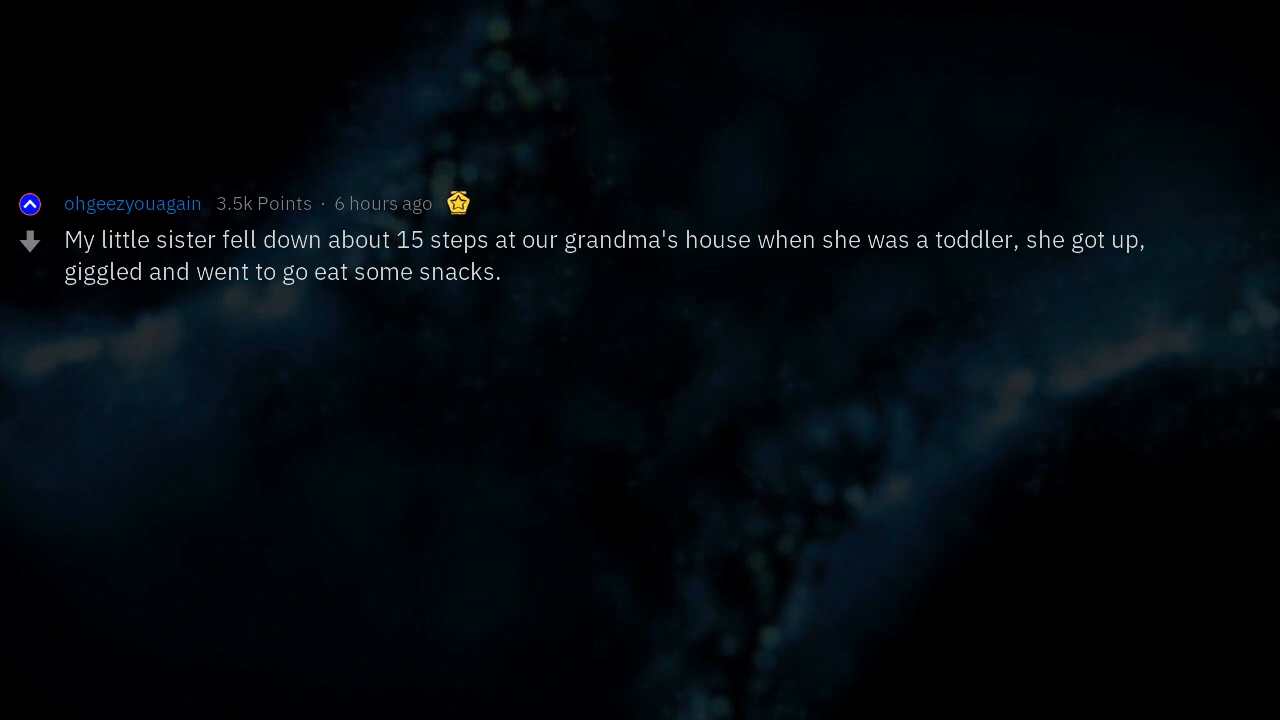 ohgeezyouagain 3.5k Points · 6 hours ago
My little sister fell down about 15 steps at our grandma's house when she was a toddler, she got up,
giggled and went to go eat some snacks.